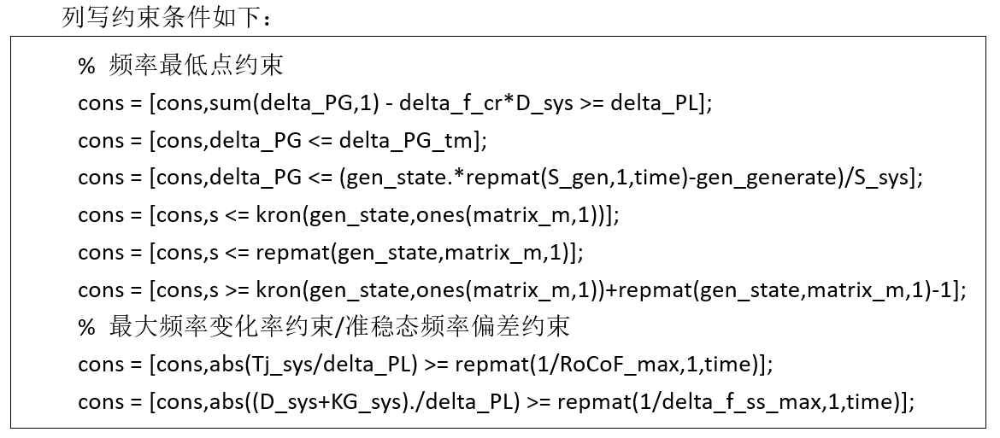 列写约束条件如下：
% 频率最低点约束
cons = [cons,sum(delta_PG,1) - delta_f_cr*D_sys >= delta_PL];
cons = [cons,delta_PG <= delta_PG_tm];
cons = [cons,delta_PG <= (gen_state.*repmat(S_gen,1,time)-gen_generate)/S_sys];
cons = [cons,s <= kron(gen_state,ones(matrix_m,1))];
cons = [cons,s <= repmat(gen_state,matrix_m,1)];
cons = [cons,s >= kron(gen_state,ones(matrix_m,1))+repmat(gen_state,matrix_m,1)-1];
% 最大频率变化率约束/准稳态频率偏差约束
cons = [cons,abs(Tj_sys/delta_PL) >= repmat(1/RoCoF_max,1,time)];
cons = [cons,abs((D_sys+KG_sys)./delta_PL) >= repmat(1/delta_f_ss_max,1,time)];